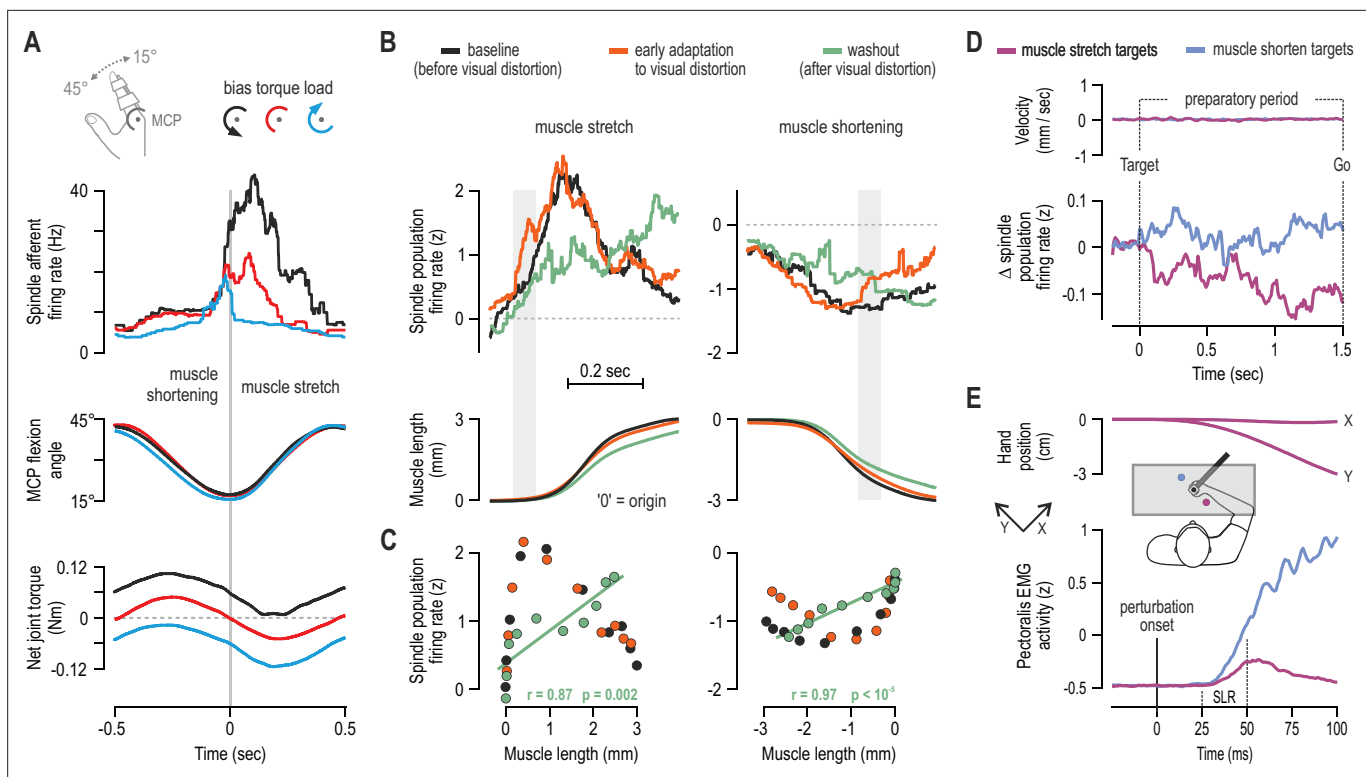 A
15°
45°
MCP
bias torque load
Spindle afferent
firing rate (Hz)
40
0
muscle
shortening
muscle stretch
MCP flexion
angle
45°
15°
Net joint torque
(Nm)
0.12
0
-0.12
-0.5
0
0.5
Time (sec)
B
baseline
(before visual distortion)
early adaptation
to visual distortion
washout
(after visual distortion)
muscle stretch
muscle shortening
Spindle population
firing rate (z)
2
1
0
0
-1
-2
0.2 sec
Muscle length
(mm)
3
0
'0' = origin
0
-3
C
Spindle population
firing rate (z)
2
1
0
r = 0.87 p = 0.002
0
1
2
3
Muscle length (mm)
0
-1
-2
r = 0.97 p < 10⁻⁵
-3
-2
-1
0
Muscle length (mm)
D
muscle stretch targets
muscle shorten targets
Velocity
(mm / sec)
1
0
-1
preparatory period
Target
Go
Δ spindle
population
firing rate (z)
0.1
0
-0.1
0
0.5
1
1.5
Time (sec)
E
Hand
position
(cm)
0
-3
X
Y
Y
X
Pectoralis EMG
activity (z)
1
0.5
0
-0.5
perturbation
onset
SLR
0
25
50
75
100
Time (ms)